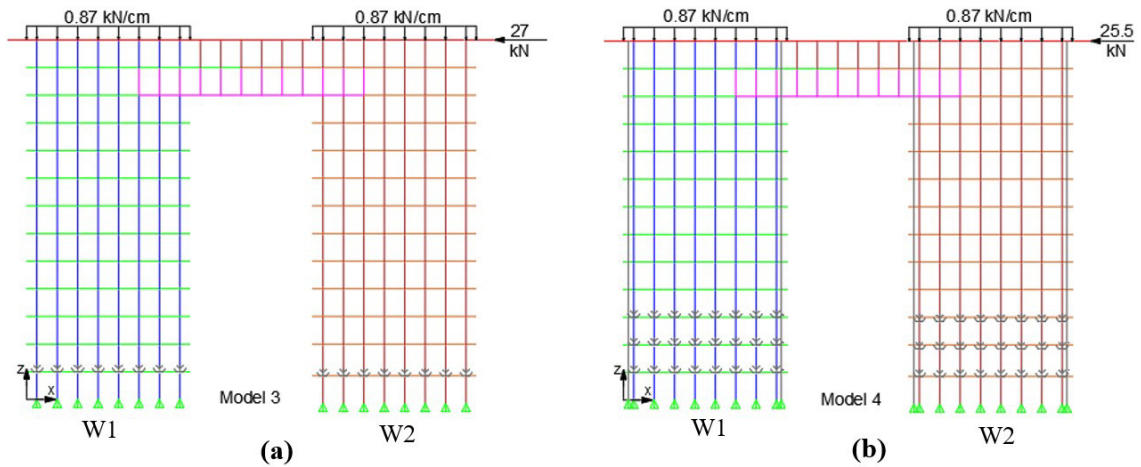 0.87 kN/cm 0.87 kN/cm
27
kN
Z
X
Model 3
W1 W2
(a)
0.87 kN/cm 0.87 kN/cm
25.5
kN
Z
X
Model 4
W1 W2
(b)